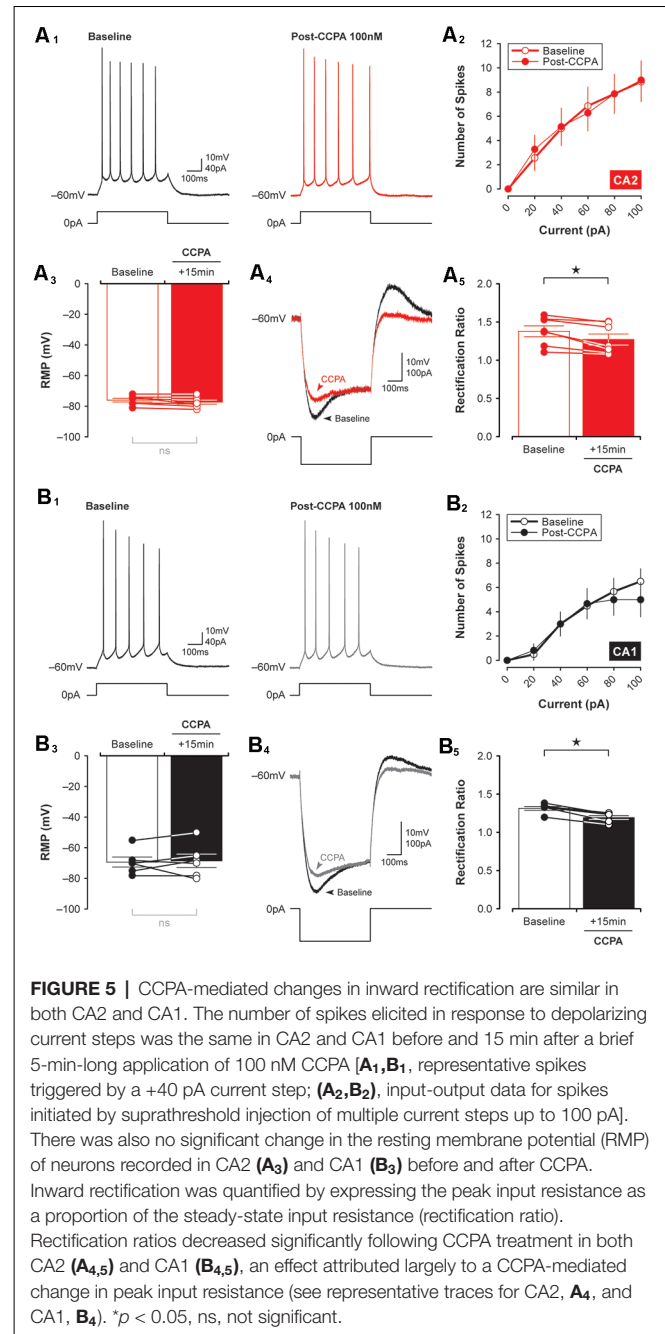 A1
Baseline
Post-CCPA 100nM
10mV
40pA
100ms
–60mV
–60mV
0pA
0pA
A2
Number of Spikes
12
10
8
6
4
2
0
Baseline
Post-CCPA
CA2
0
20
40
60
80
100
Current (pA)
A3
CCPA
Baseline
+15min
RMP (mV)
0
–20
–40
–60
–80
–100
ns
A4
–60mV
CCPA
Baseline
10mV
100pA
100ms
0pA
A5
Rectification Ratio
2.0
1.5
1.0
0.5
0.0
★
Baseline
+15min
CCPA
B1
Baseline
Post-CCPA 100nM
10mV
40pA
100ms
–60mV
–60mV
0pA
0pA
B2
Number of Spikes
12
10
8
6
4
2
0
Baseline
Post-CCPA
CA1
0
20
40
60
80
100
Current (pA)
B3
CCPA
Baseline
+15min
RMP (mV)
0
–20
–40
–60
–80
–100
ns
B4
–60mV
CCPA
Baseline
10mV
100pA
100ms
0pA
B5
Rectification Ratio
2.0
1.5
1.0
0.5
0.0
★
Baseline
+15min
CCPA
FIGURE 5 | CCPA-mediated changes in inward rectification are similar in
both CA2 and CA1. The number of spikes elicited in response to depolarizing
current steps was the same in CA2 and CA1 before and 15 min after a brief
5-min-long application of 100 nM CCPA [A1,B1, representative spikes
triggered by a +40 pA current step; (A2,B2), input-output data for spikes
initiated by suprathreshold injection of multiple current steps up to 100 pA].
There was also no significant change in the resting membrane potential (RMP)
of neurons recorded in CA2 (A3) and CA1 (B3) before and after CCPA.
Inward rectification was quantified by expressing the peak input resistance as
a proportion of the steady-state input resistance (rectification ratio).
Rectification ratios decreased significantly following CCPA treatment in both
CA2 (A4,5) and CA1 (B4,5), an effect attributed largely to a CCPA-mediated
change in peak input resistance (see representative traces for CA2, A4, and
CA1, B4). *p < 0.05, ns, not significant.